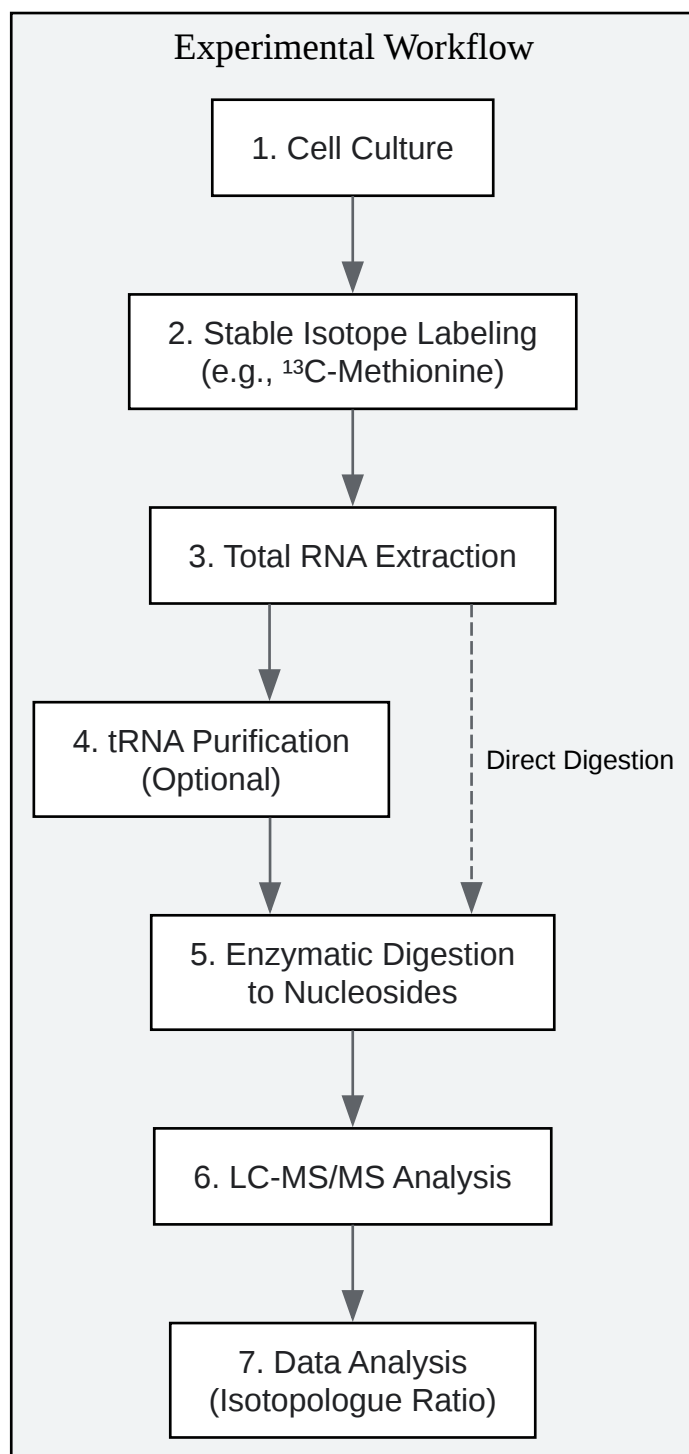 Experimental Workflow
1. Cell Culture
2. Stable Isotope Labeling
(e.g., ¹³C-Methionine)
3. Total RNA Extraction
4. tRNA Purification
(Optional)
Direct Digestion
5. Enzymatic Digestion
to Nucleosides
6. LC-MS/MS Analysis
7. Data Analysis
(Isotopologue Ratio)